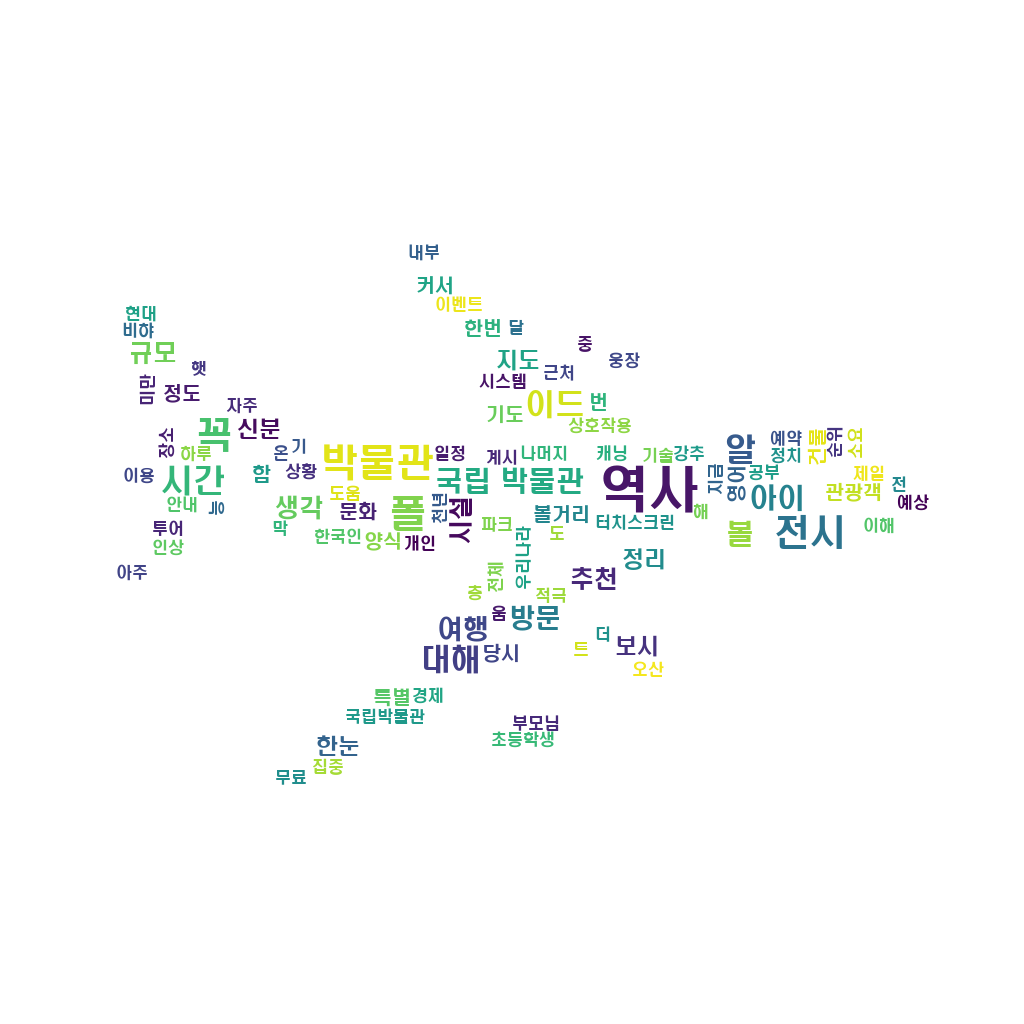 내부
커서
이벤트
현대
비야
한번
달
규모
중
지도
웅장
햇
시스템
근처
미만
정도
이드
번
자주
기도
상호작용
꼭
신분
장소
하루
온
기
박물관
일정
계시
나머지
캐닝
기술
강추
알
예약
정치
건물
순위
소요
이용
시간
함
상황
국립 박물관
역사
지금
영어
공부
제일
전
안내
등
생각
도움
문화
폴
천년
시설
볼거리
아이
관광객
예상
투어
막
한국인
양식
개인
파크
도
터치스크린
해
볼
전시
이해
인상
우리나라
정리
아주
전체
추천
층
적극
움
방문
여행
더
대해
당시
트
보시
오산
특별
경제
국립박물관
부모님
초등학생
한눈
집중
무료